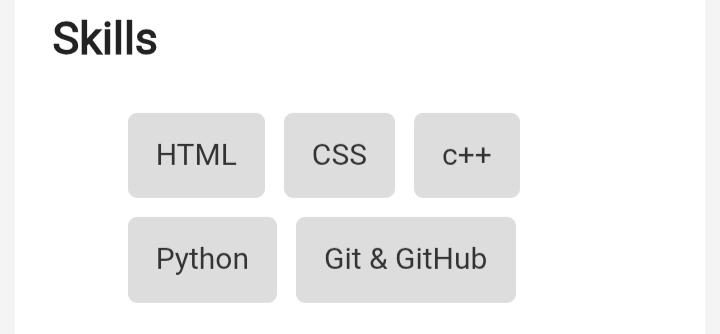 Skills
HTML CSS c++
Python Git & GitHub